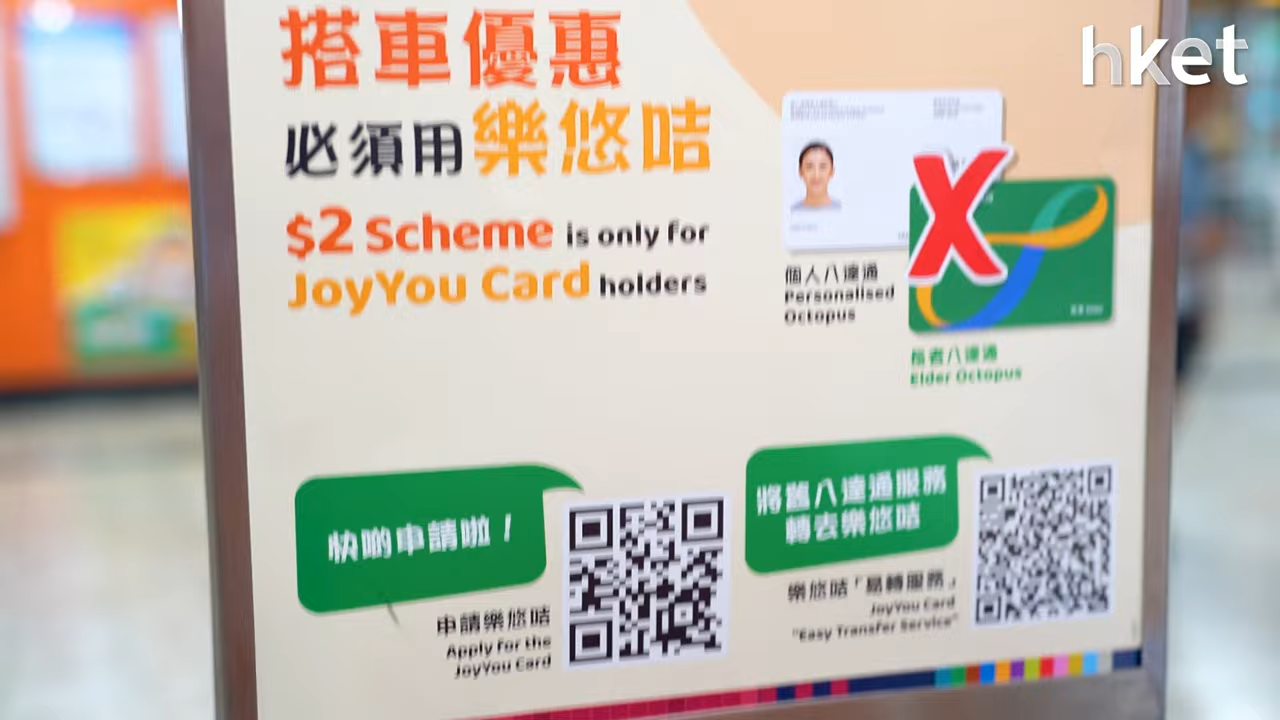 hket
搭車優惠
必須用樂悠咭
$2 Scheme is only for
JoyYou Card holders
個人八達通
Personalised
Octopus
長者八達通
Elder Octopus
快啲申請啦！
申請樂悠咭
Apply for the
JoyYou Card
將舊八達通服務
轉去樂悠咭
樂悠咭「易轉服務」
JoyYou Card
"Easy Transfer Service"